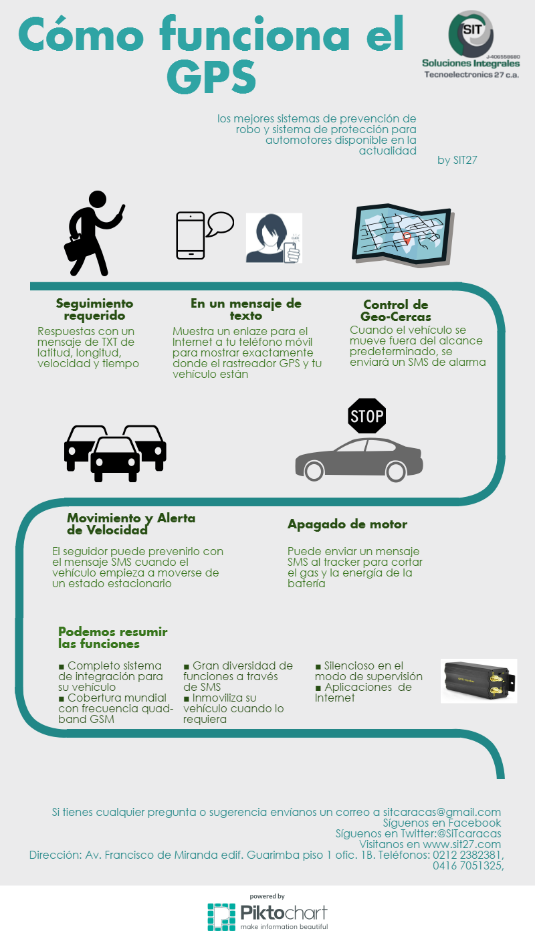 Cómo funciona el
GPS
SIT
Soluciones Integrales
Tecnoelectronics 27 c.a.
los mejores sistemas de prevención de
robo y sistema de protección para
automotores disponible en la
actualidad
by SIT27
Seguimiento
requerido
Respuestas con un
mensaje de TXT de
latitud, longitud,
velocidad y tiempo
En un mensaje de
texto
Muestra un enlaze para el
Internet a tu teléfono móvil
para mostrar exactamente
donde el rastreador GPS y tu
vehículo están
Control de
Geo-Cercas
Cuando el vehículo se
mueve fuera del alcance
predeterminado, se
enviará un SMS de alarma
STOP
Movimiento y Alerta
de Velocidad
El seguidor puede prevenirlo con
el mensaje SMS cuando el
vehículo empieza a moverse de
un estado estacionario
Apagado de motor
Puede enviar un mensaje
SMS al tracker para cortar
el gas y la energía de la
batería
Podemos resumir
las funciones
■ Completo sistema
de integración para
su vehículo
■ Cobertura mundial
con frecuencia quad-
band GSM
■ Gran diversidad de
funciones a través
de SMS
■ Inmoviliza su
vehículo cuando lo
requiera
■ Silencioso en el
modo de supervisión
■ Aplicaciones de
Internet
Si tienes cualquier pregunta o sugerencia envíanos un correo a sitcaracas@gmail.com
Síguenos en Facebook
Síguenos en Twitter:@SITcaracas
Visitanos en www.sit27.com
Dirección: Av. Francisco de Miranda edif. Guarimba piso 1 ofic. 1B. Teléfonos: 0212 2382381,
0416 7051325,
powered by
Piktochart
make information beautiful